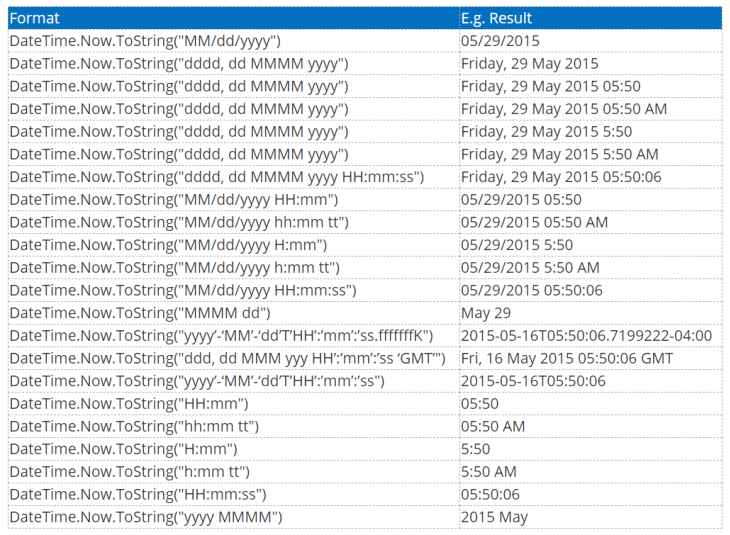 Format E.g. Result
DateTime.Now.ToString("MM/dd/yyyy") 05/29/2015
DateTime.Now.ToString("dddd, dd MMMM yyyy") Friday, 29 May 2015
DateTime.Now.ToString("dddd, dd MMMM yyyy") Friday, 29 May 2015 05:50
DateTime.Now.ToString("dddd, dd MMMM yyyy") Friday, 29 May 2015 05:50 AM
DateTime.Now.ToString("dddd, dd MMMM yyyy") Friday, 29 May 2015 5:50
DateTime.Now.ToString("dddd, dd MMMM yyyy") Friday, 29 May 2015 5:50 AM
DateTime.Now.ToString("dddd, dd MMMM yyyy HH:mm:ss") Friday, 29 May 2015 05:50:06
DateTime.Now.ToString("MM/dd/yyyy HH:mm") 05/29/2015 05:50
DateTime.Now.ToString("MM/dd/yyyy hh:mm tt") 05/29/2015 05:50 AM
DateTime.Now.ToString("MM/dd/yyyy H:mm") 05/29/2015 5:50
DateTime.Now.ToString("MM/dd/yyyy h:mm tt") 05/29/2015 5:50 AM
DateTime.Now.ToString("MM/dd/yyyy HH:mm:ss") 05/29/2015 05:50:06
DateTime.Now.ToString("MMMM dd") May 29
DateTime.Now.ToString("yyyy’-‘MM’-‘dd’T’HH’:’mm’:’ss.fffffffK") 2015-05-16T05:50:06.7199222-04:00
DateTime.Now.ToString("ddd, dd MMM yyy HH’:’mm’:’ss ‘GMT’") Fri, 16 May 2015 05:50:06 GMT
DateTime.Now.ToString("yyyy’-‘MM’-‘dd’T’HH’:’mm’:’ss") 2015-05-16T05:50:06
DateTime.Now.ToString("HH:mm") 05:50
DateTime.Now.ToString("hh:mm tt") 05:50 AM
DateTime.Now.ToString("H:mm") 5:50
DateTime.Now.ToString("h:mm tt") 5:50 AM
DateTime.Now.ToString("HH:mm:ss") 05:50:06
DateTime.Now.ToString("yyyy MMMM") 2015 May